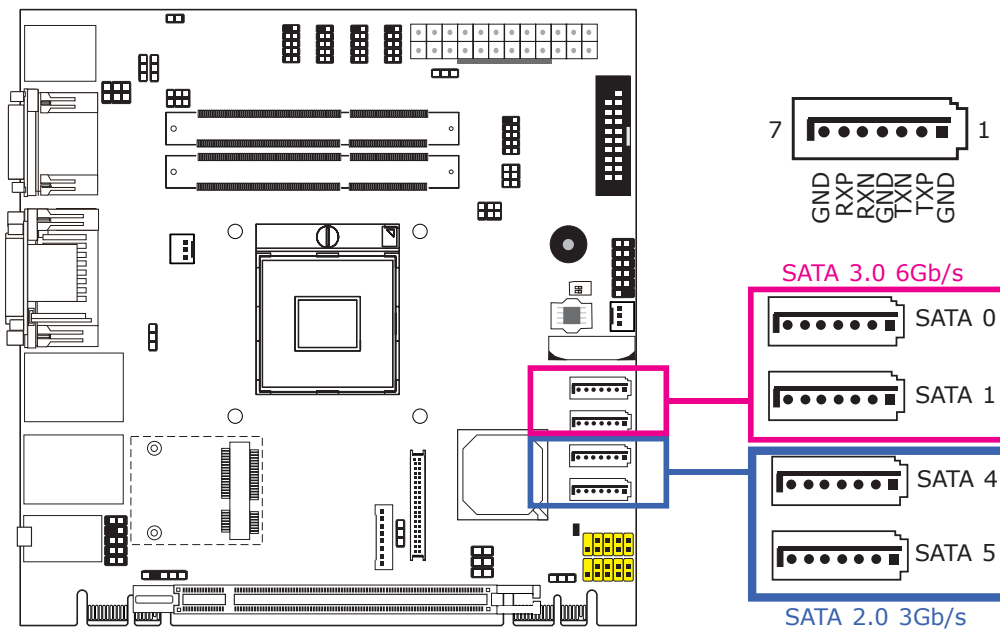 7
1
GND
RXP
RXN
GND
TXN
TXP
GND
SATA 3.0 6Gb/s
SATA 0
SATA 1
SATA 4
SATA 5
SATA 2.0 3Gb/s